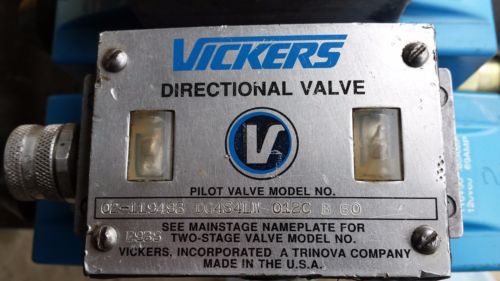 VICKERS
DIRECTIONAL VALVE
V
PILOT VALVE MODEL NO.
02-119493 DG4S4LW-012C B 60
SEE MAINSTAGE NAMEPLATE FOR
TWO-STAGE VALVE MODEL NO.
VICKERS, INCORPORATED A TRINOVA COMPANY
MADE IN THE U.S.A.